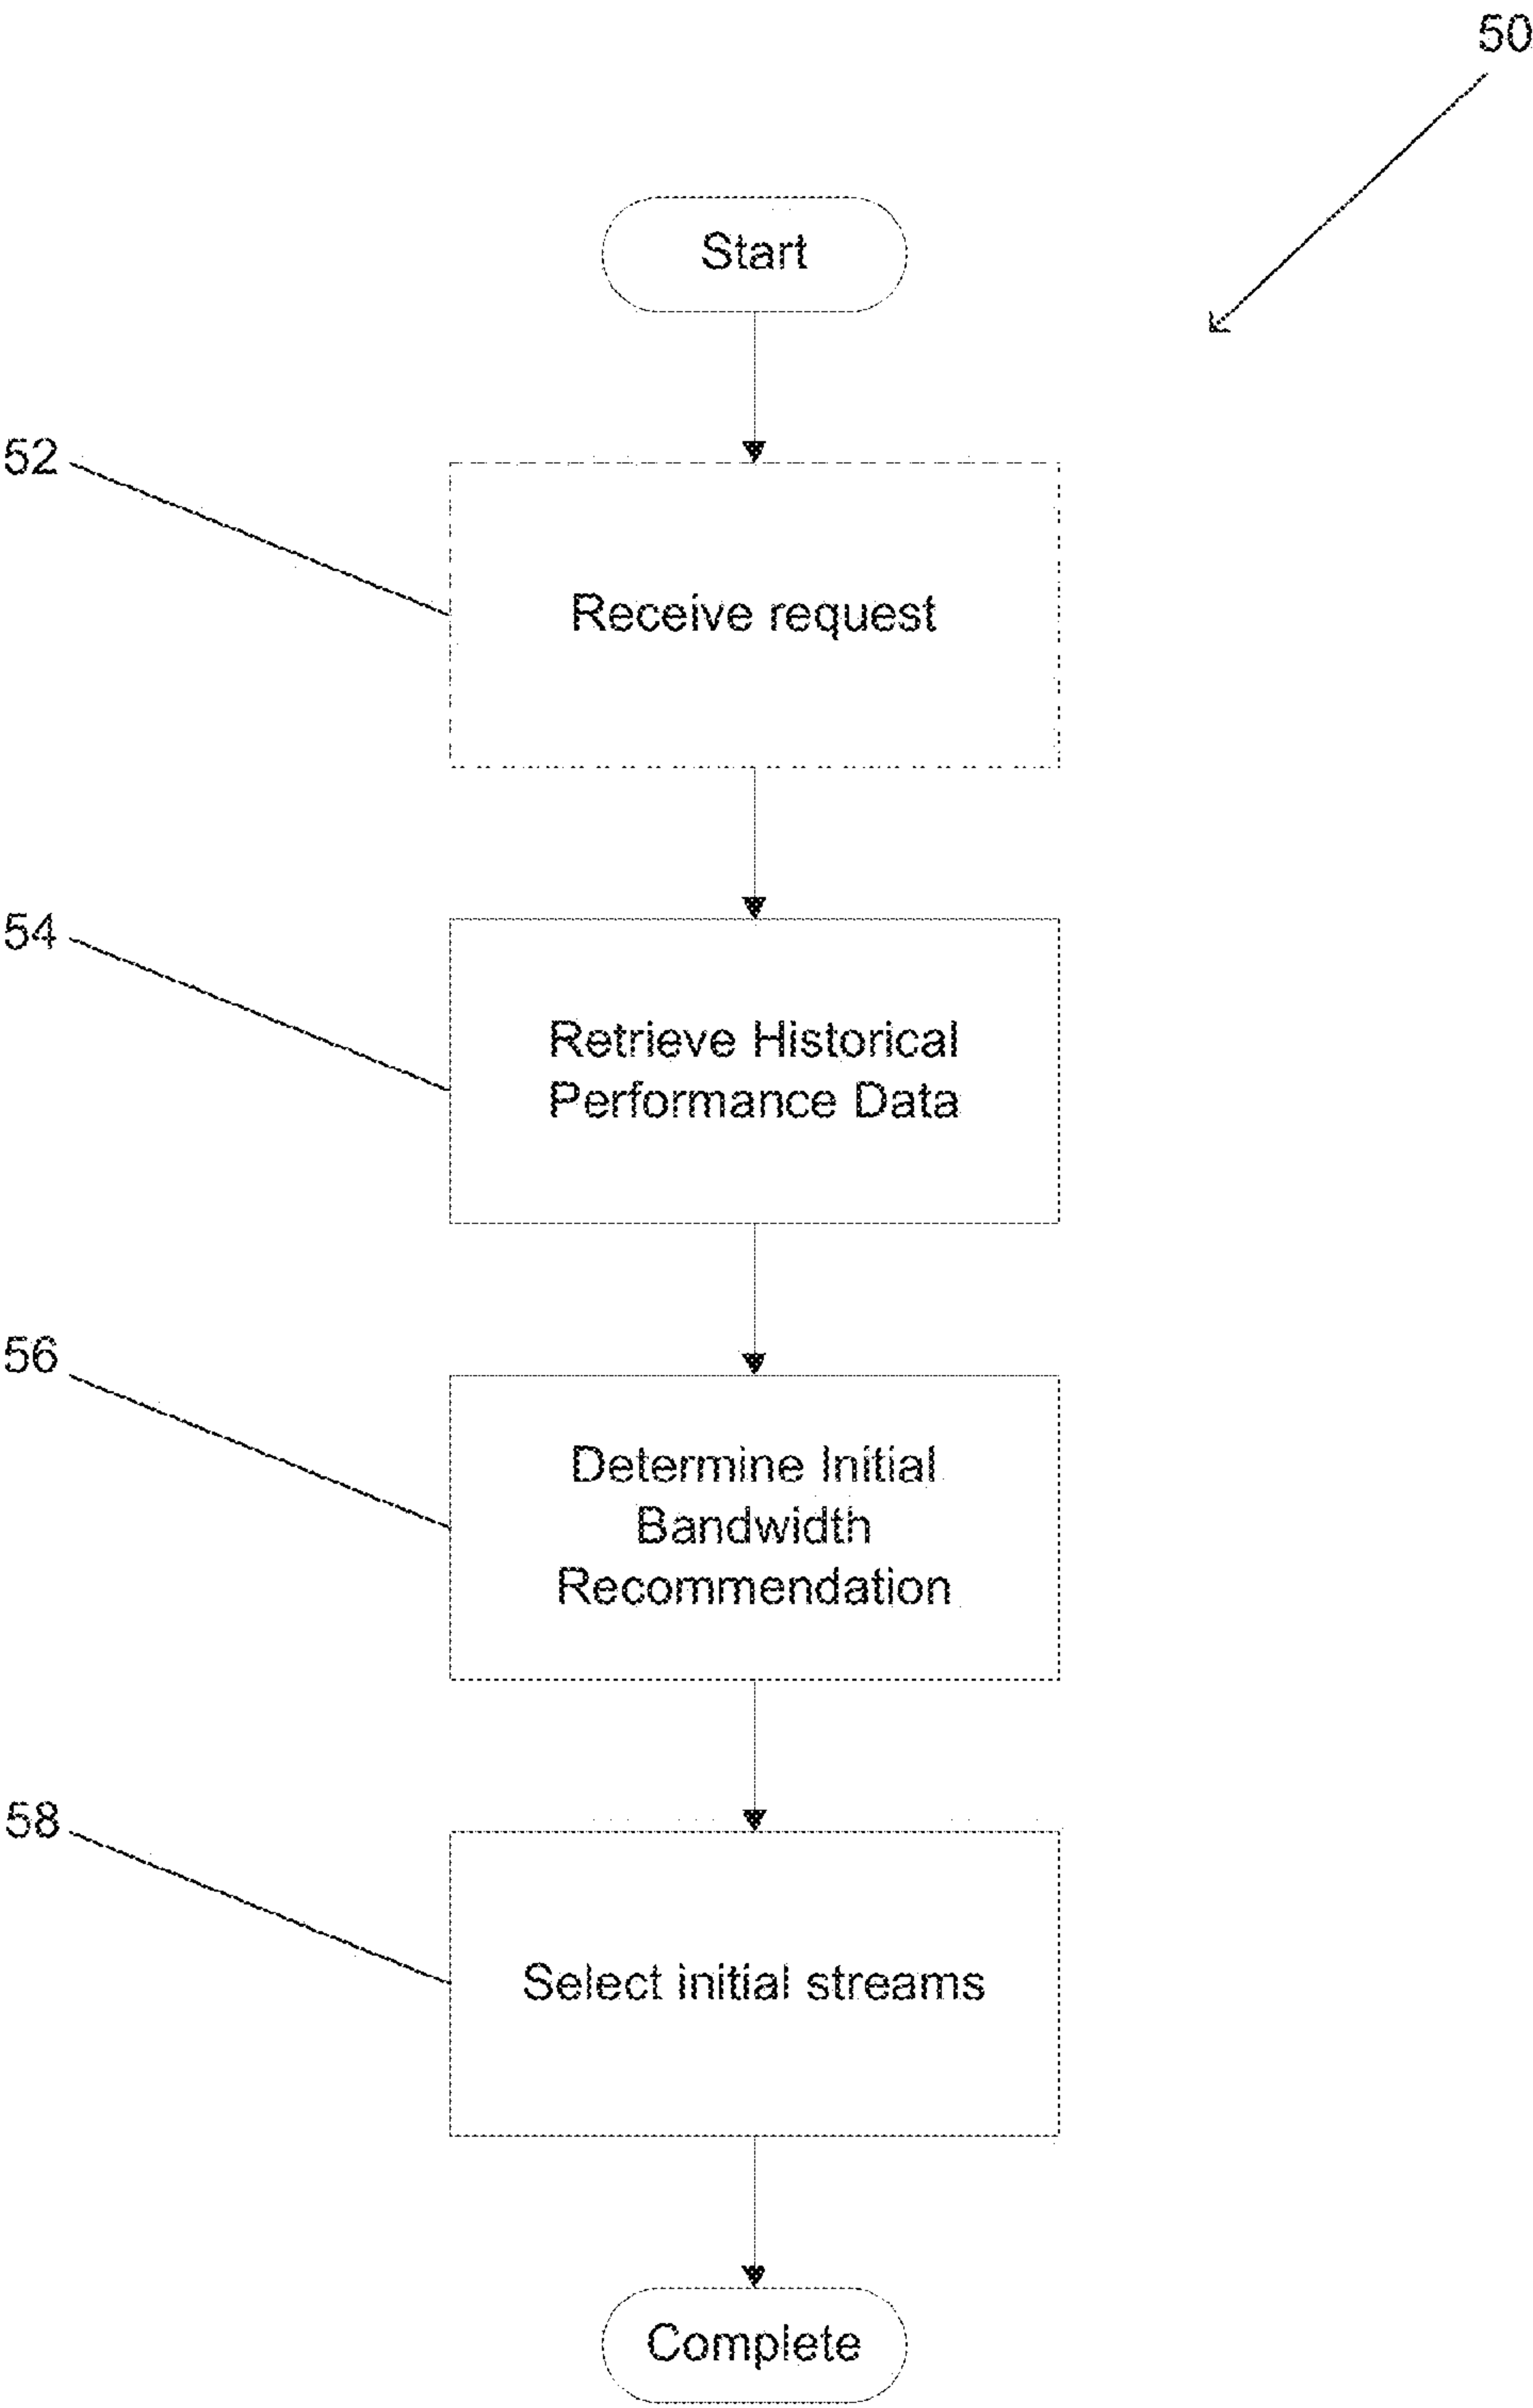 50
Start
52
Receive request
54
Retrieve Historical
Performance Data
56
Determine Initial
Bandwidth
Recommendation
58
Select initial streams
Complete